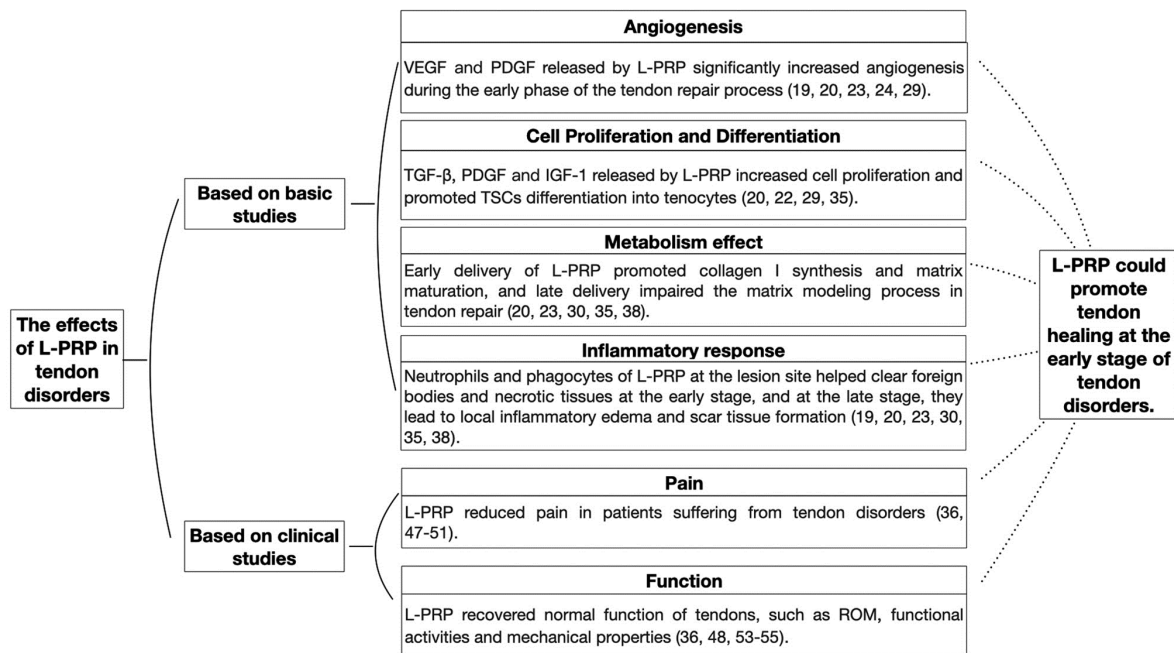 The effects
of L-PRP in
tendon
disorders
Based on basic
studies
Angiogenesis
VEGF and PDGF released by L-PRP significantly increased angiogenesis
during the early phase of the tendon repair process (19, 20, 23, 24, 29).
Cell Proliferation and Differentiation
TGF-β, PDGF and IGF-1 released by L-PRP increased cell proliferation and
promoted TSCs differentiation into tenocytes (20, 22, 29, 35).
Metabolism effect
Early delivery of L-PRP promoted collagen I synthesis and matrix
maturation, and late delivery impaired the matrix modeling process in
tendon repair (20, 23, 30, 35, 38).
Inflammatory response
Neutrophils and phagocytes of L-PRP at the lesion site helped clear foreign
bodies and necrotic tissues at the early stage, and at the late stage, they
lead to local inflammatory edema and scar tissue formation (19, 20, 23, 30,
35, 38).
Based on clinical
studies
Pain
L-PRP reduced pain in patients suffering from tendon disorders (36,
47-51).
Function
L-PRP recovered normal function of tendons, such as ROM, functional
activities and mechanical properties (36, 48, 53-55).
L-PRP could
promote
tendon
healing at the
early stage of
tendon
disorders.